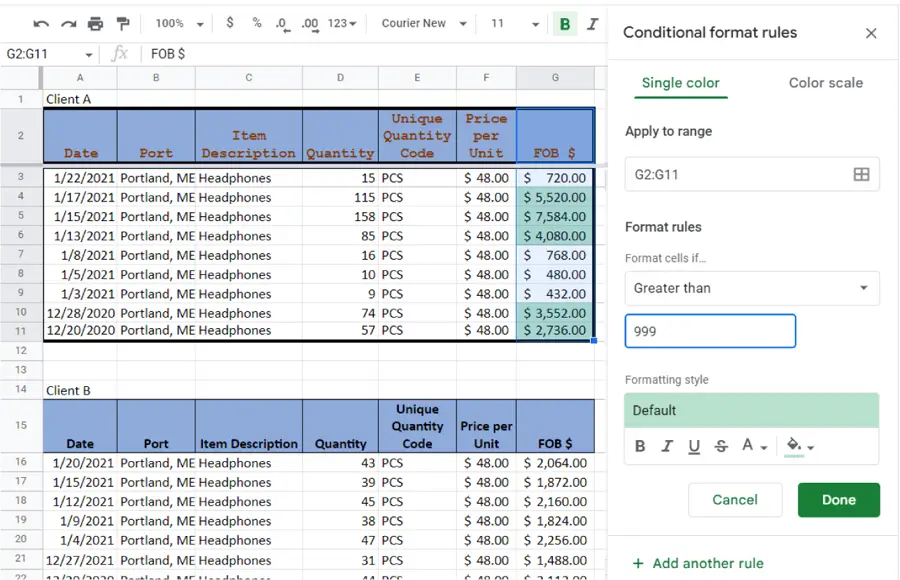 100% $ % .0 .00 123 Courier New 11 B I
G2:G11 fx FOB $
A B C D E F G
1 Client A
2 Date Port Item Description Quantity Unique Quantity Code Price per Unit FOB $
3 1/22/2021 Portland, ME Headphones 15 PCS $ 48.00 $ 720.00
4 1/17/2021 Portland, ME Headphones 115 PCS $ 48.00 $ 5,520.00
5 1/15/2021 Portland, ME Headphones 158 PCS $ 48.00 $ 7,584.00
6 1/13/2021 Portland, ME Headphones 85 PCS $ 48.00 $ 4,080.00
7 1/8/2021 Portland, ME Headphones 16 PCS $ 48.00 $ 768.00
8 1/5/2021 Portland, ME Headphones 10 PCS $ 48.00 $ 480.00
9 1/3/2021 Portland, ME Headphones 9 PCS $ 48.00 $ 432.00
10 12/28/2020 Portland, ME Headphones 74 PCS $ 48.00 $ 3,552.00
11 12/20/2020 Portland, ME Headphones 57 PCS $ 48.00 $ 2,736.00
12
13
14 Client B
15 Date Port Item Description Quantity Unique Quantity Code Price per Unit FOB $
16 1/20/2021 Portland, ME Headphones 43 PCS $ 48.00 $ 2,064.00
17 1/15/2021 Portland, ME Headphones 39 PCS $ 48.00 $ 1,872.00
18 1/12/2021 Portland, ME Headphones 45 PCS $ 48.00 $ 2,160.00
19 1/9/2021 Portland, ME Headphones 38 PCS $ 48.00 $ 1,824.00
20 1/4/2021 Portland, ME Headphones 47 PCS $ 48.00 $ 2,256.00
21 12/27/2021 Portland, ME Headphones 31 PCS $ 48.00 $ 1,488.00
Conditional format rules
Single color Color scale
Apply to range
G2:G11
Format rules
Format cells if…
Greater than
999
Formatting style
Default
B I U S A
Cancel Done
+ Add another rule